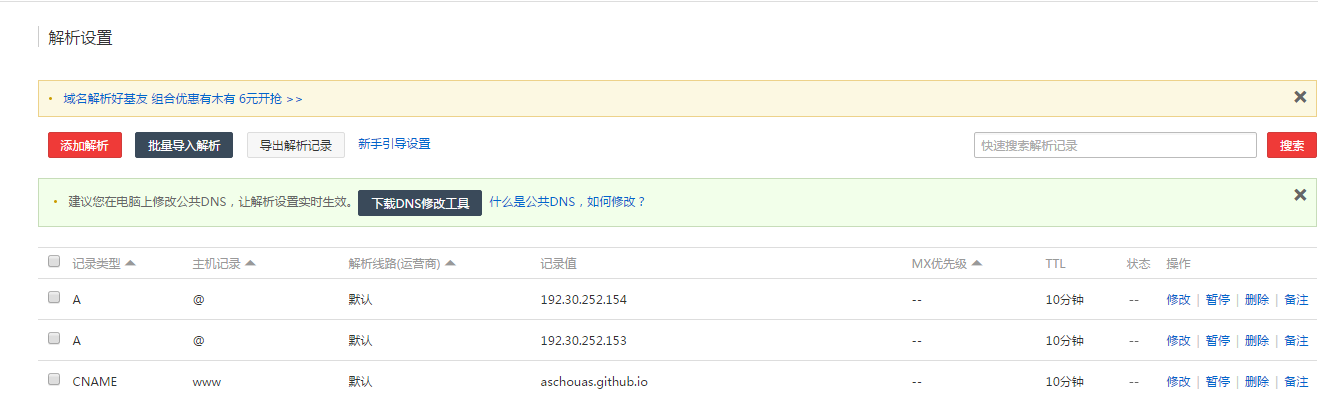 解析设置
域名解析好基友 组合优惠有木有 6元开抢 >>
添加解析 批量导入解析 导出解析记录 新手引导设置 快速搜索解析记录 搜索
建议您在电脑上修改公共DNS，让解析设置实时生效。 下载DNS修改工具 什么是公共DNS，如何修改？
记录类型 主机记录 解析线路(运营商) 记录值 MX优先级 TTL 状态 操作
A @ 默认 192.30.252.154 -- 10分钟 -- 修改 | 暂停 | 删除 | 备注
A @ 默认 192.30.252.153 -- 10分钟 -- 修改 | 暂停 | 删除 | 备注
CNAME www 默认 aschouas.github.io -- 10分钟 -- 修改 | 暂停 | 删除 | 备注